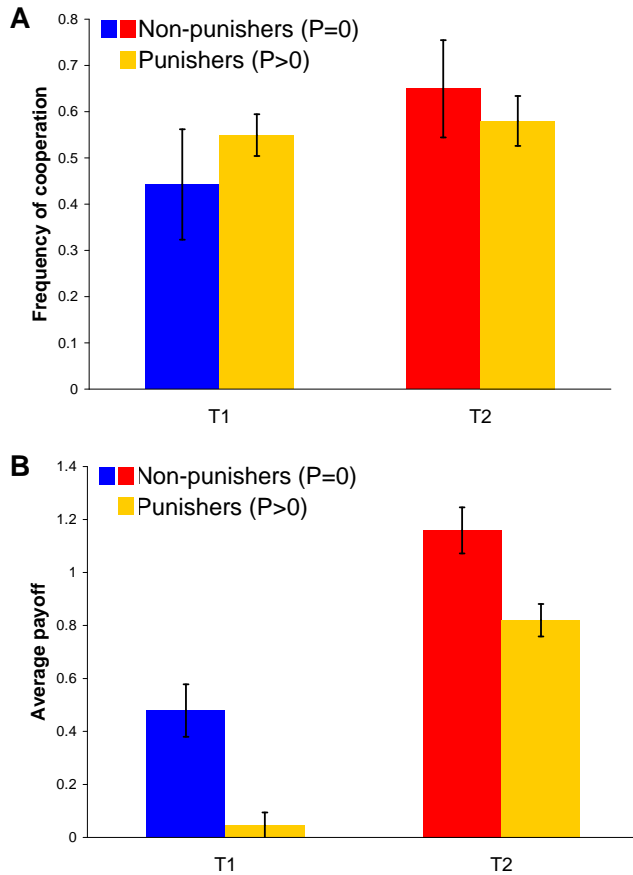 A
Non-punishers (P=0)
Punishers (P>0)
Frequency of cooperation
0.8
0.7
0.6
0.5
0.4
0.3
0.2
0.1
0
T1
T2
B
Non-punishers (P=0)
Punishers (P>0)
Average payoff
1.4
1.2
1
0.8
0.6
0.4
0.2
0
T1
T2